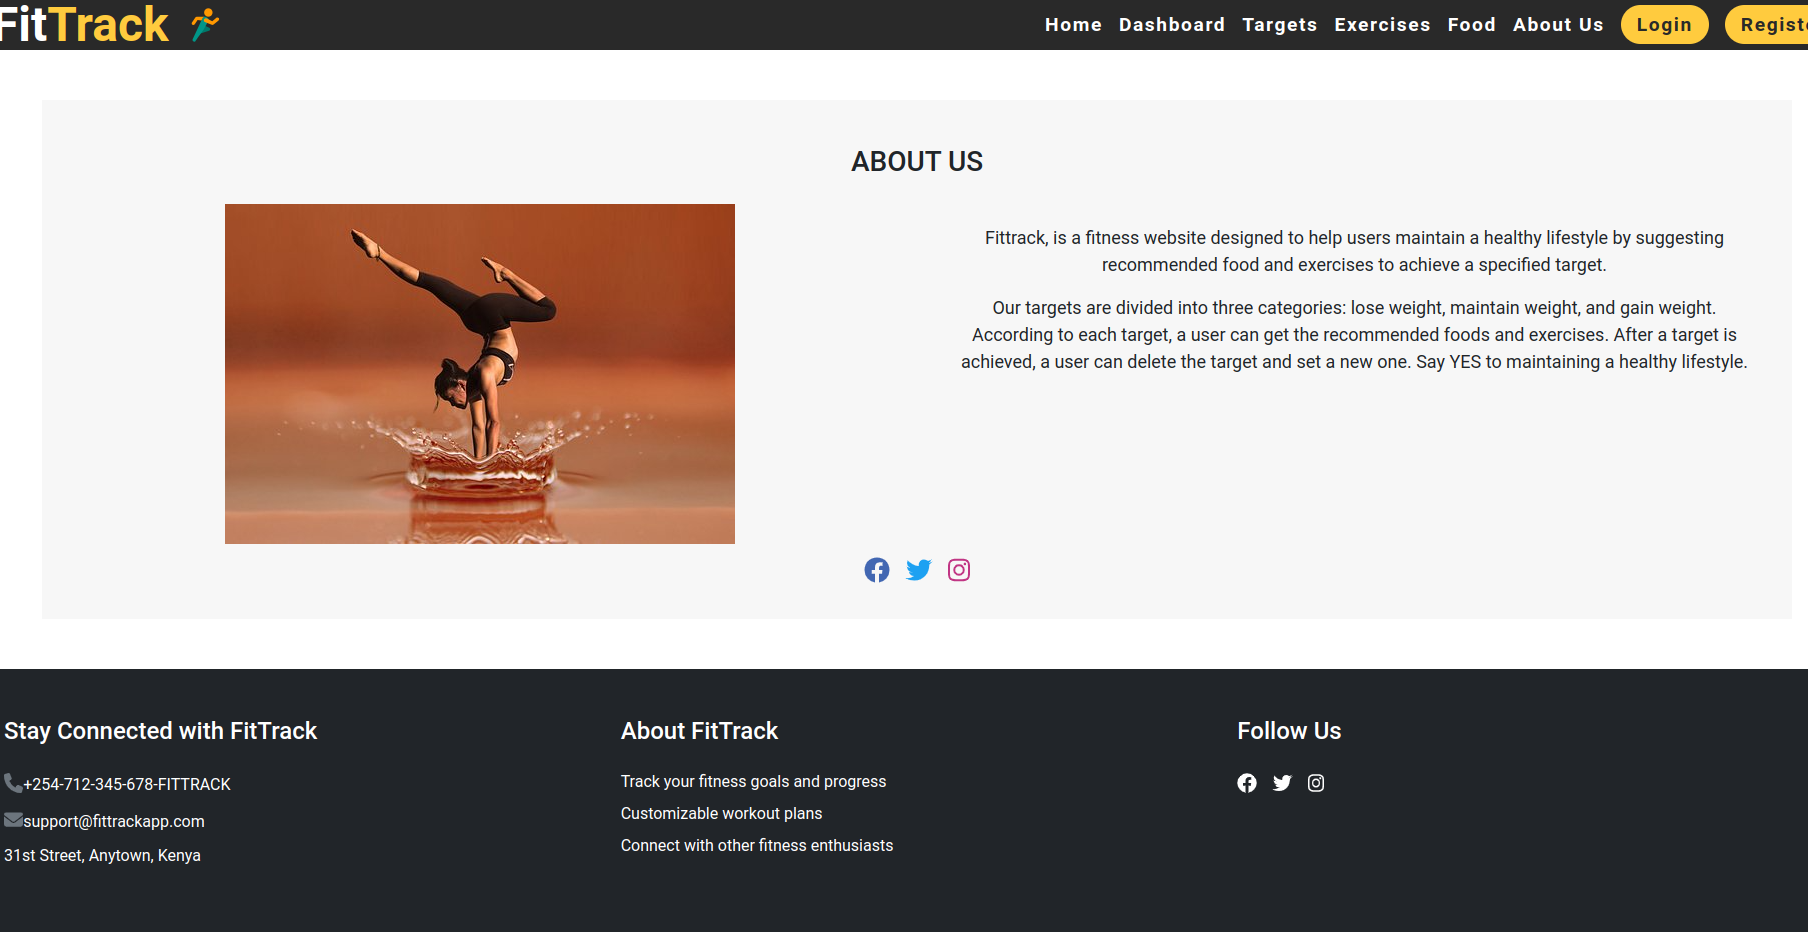 FitTrack
Home Dashboard Targets Exercises Food About Us Login Registe
ABOUT US
Fittrack, is a fitness website designed to help users maintain a healthy lifestyle by suggesting
recommended food and exercises to achieve a specified target.
Our targets are divided into three categories: lose weight, maintain weight, and gain weight.
According to each target, a user can get the recommended foods and exercises. After a target is
achieved, a user can delete the target and set a new one. Say YES to maintaining a healthy lifestyle.
Stay Connected with FitTrack
+254-712-345-678-FITTRACK
support@fittrackapp.com
31st Street, Anytown, Kenya
About FitTrack
Track your fitness goals and progress
Customizable workout plans
Connect with other fitness enthusiasts
Follow Us